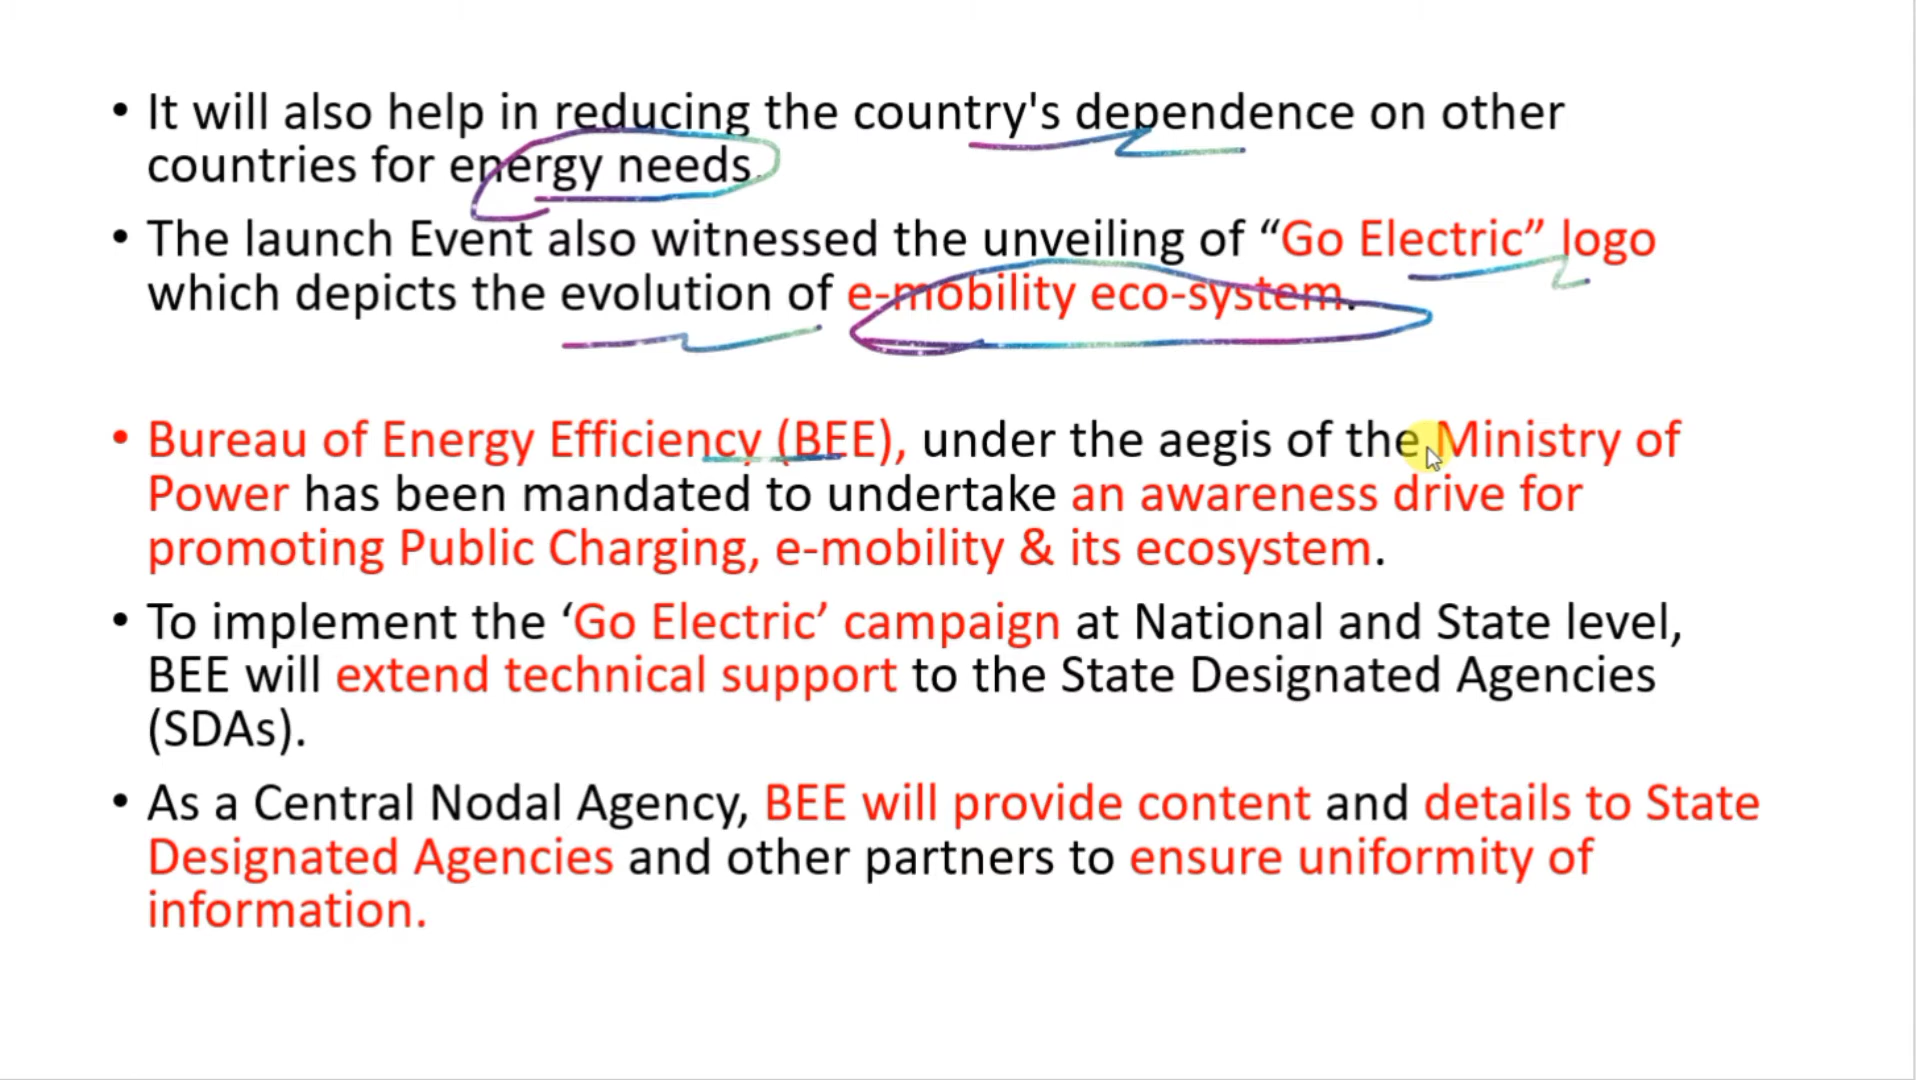 • It will also help in reducing the country's dependence on other
countries for energy needs.
• The launch Event also witnessed the unveiling of “Go Electric” logo
which depicts the evolution of e-mobility eco-system.
• Bureau of Energy Efficiency (BEE), under the aegis of the Ministry of
Power has been mandated to undertake an awareness drive for
promoting Public Charging, e-mobility & its ecosystem.
• To implement the ‘Go Electric’ campaign at National and State level,
BEE will extend technical support to the State Designated Agencies
(SDAs).
• As a Central Nodal Agency, BEE will provide content and details to State
Designated Agencies and other partners to ensure uniformity of
information.